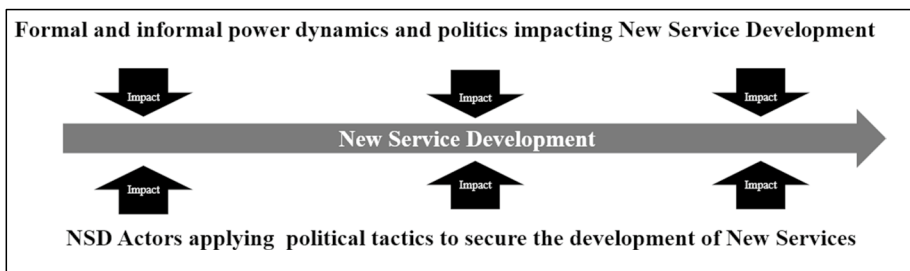 Formal and informal power dynamics and politics impacting New Service Development
Impact Impact Impact
New Service Development
Impact Impact Impact
NSD Actors applying political tactics to secure the development of New Services